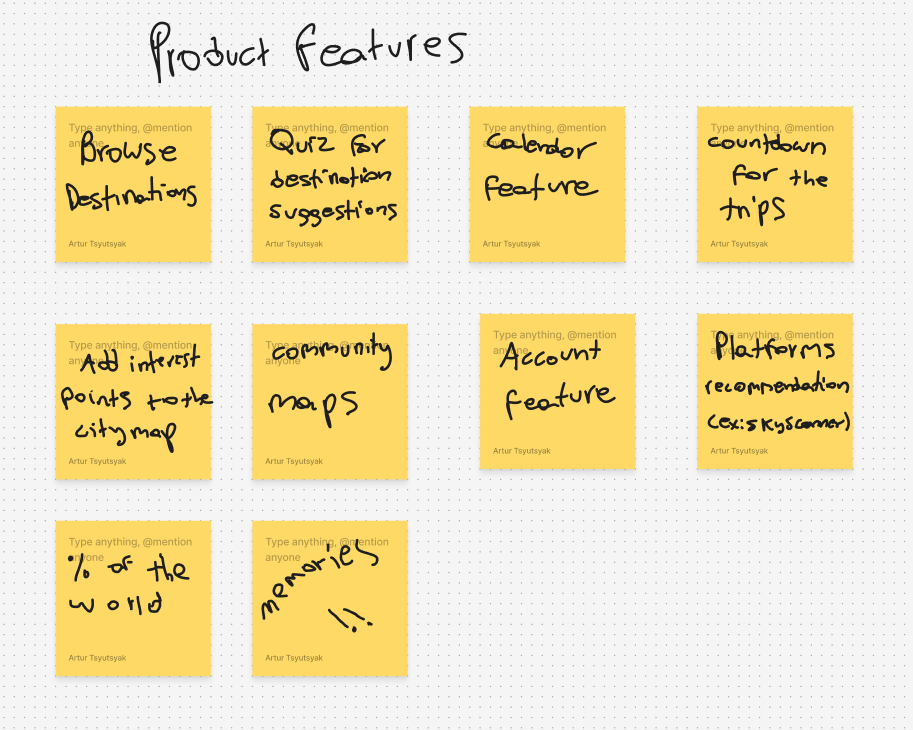 Product features
Type anything, @mention
anyone
Browse
Destinations
Artur Tsyutsyak
Type anything, @mention
anyone
Quiz for
destination
suggestions
Artur Tsyutsyak
Type anything, @mention
anyone
Calendar
feature
Artur Tsyutsyak
Type anything, @mention
anyone
countdown
for the
trips
Artur Tsyutsyak
Type anything, @mention
anyone
Add interest
points to the
city map
Artur Tsyutsyak
Type anything, @mention
anyone
community
maps
Artur Tsyutsyak
Type anything, @mention
anyone
Account
feature
Artur Tsyutsyak
Type anything, @mention
anyone
Platforms
recommendation
(ex: skyscanner)
Artur Tsyutsyak
Type anything, @mention
anyone
% of the
world
Artur Tsyutsyak
Type anything, @mention
anyone
memories
!!
Artur Tsyutsyak